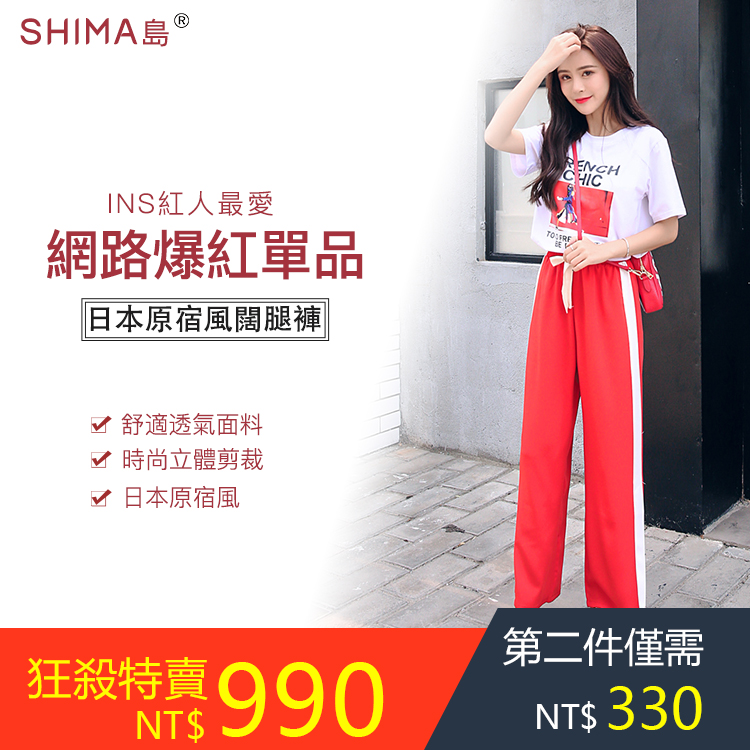 SHIMA島®
INS紅人最愛
網路爆紅單品
日本原宿風闊腿褲
舒適透氣面料
時尚立體剪裁
日本原宿風
FRENCH
CHIC
狂殺特賣
NT$990
第二件僅需
NT$330